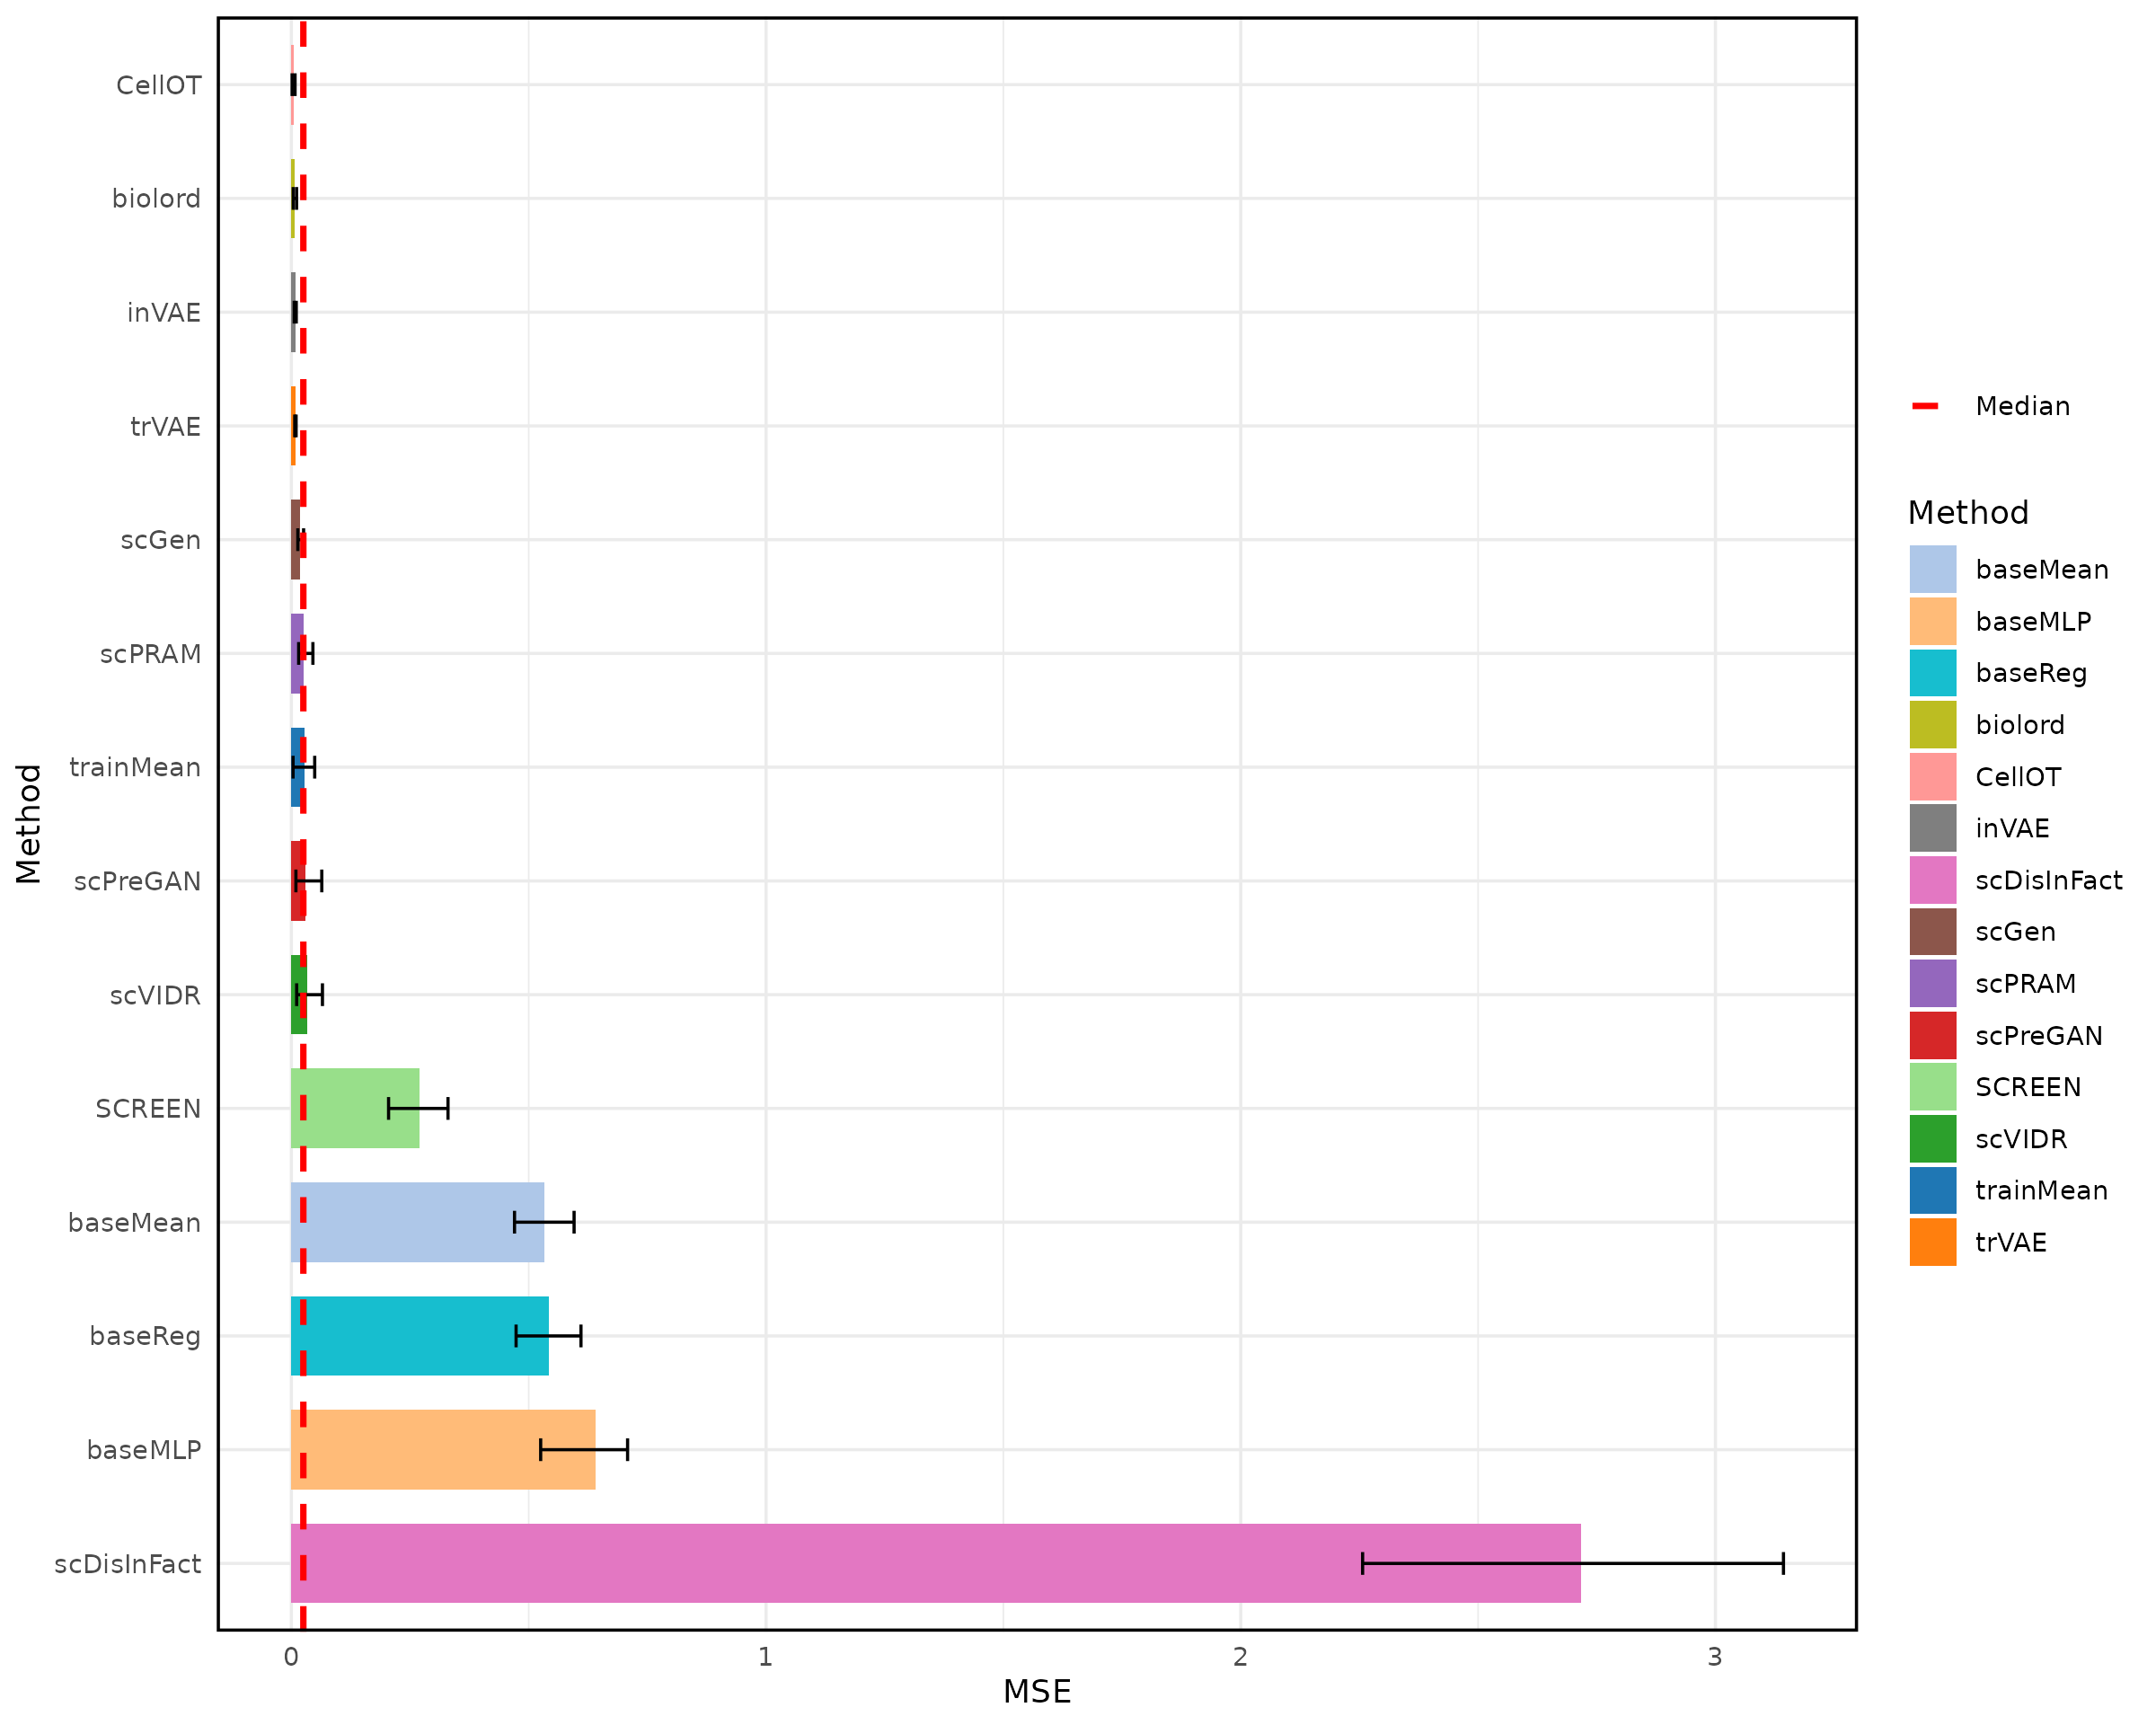 CellOT
biolord
inVAE
trVAE
scGen
scPRAM
trainMean
scPreGAN
scVIDR
SCREEN
baseMean
baseReg
baseMLP
scDisInFact
Method
0 1 2 3
MSE
Median
Method
baseMean
baseMLP
baseReg
biolord
CellOT
inVAE
scDisInFact
scGen
scPRAM
scPreGAN
SCREEN
scVIDR
trainMean
trVAE